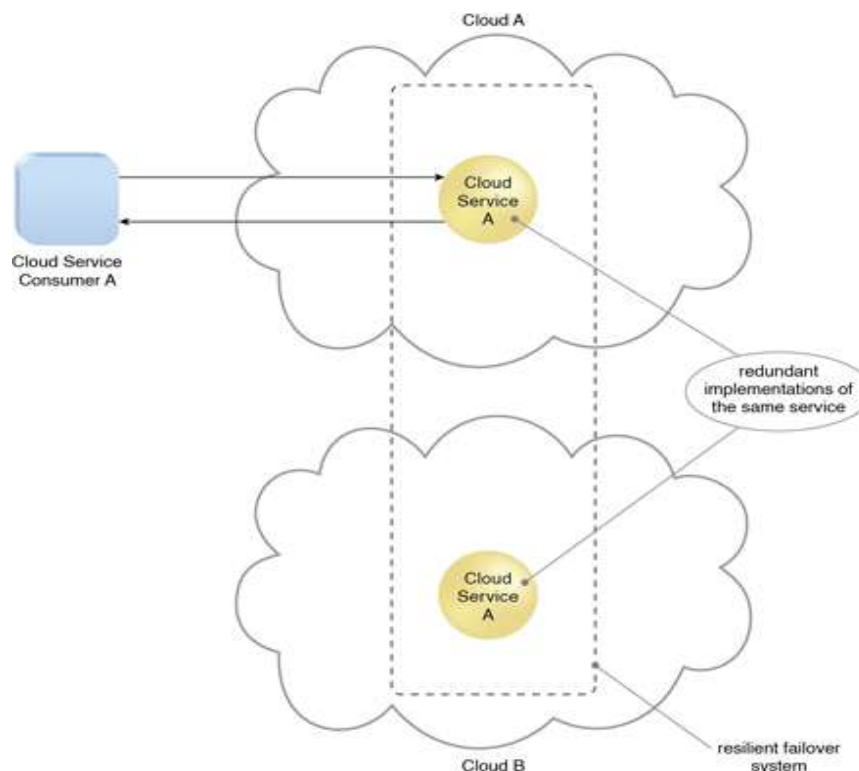 Cloud A
Cloud
Service
A
Cloud Service
Consumer A
redundant
implementations of
the same service
Cloud
Service
A
resilient failover
system
Cloud B